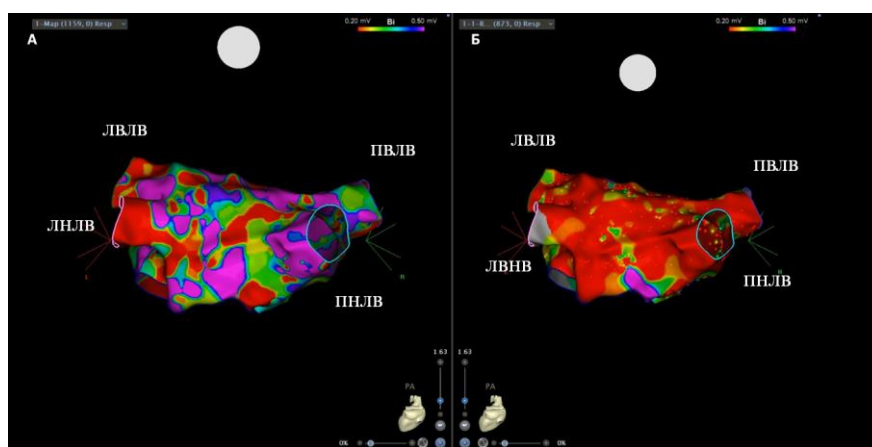 1-Map (1159, 0) Resp
0.20 mV Bi 0.50 mV
А
ЛВЛВ
ПВЛВ
ЛНЛВ
ПНЛВ
L
R
1.63
PA
0%
1-1-R... (873, 0) Resp
0.20 mV Bi 0.50 mV
Б
ЛВЛВ
ПВЛВ
ЛВНВ
ПНЛВ
R
1.63
PA
0%